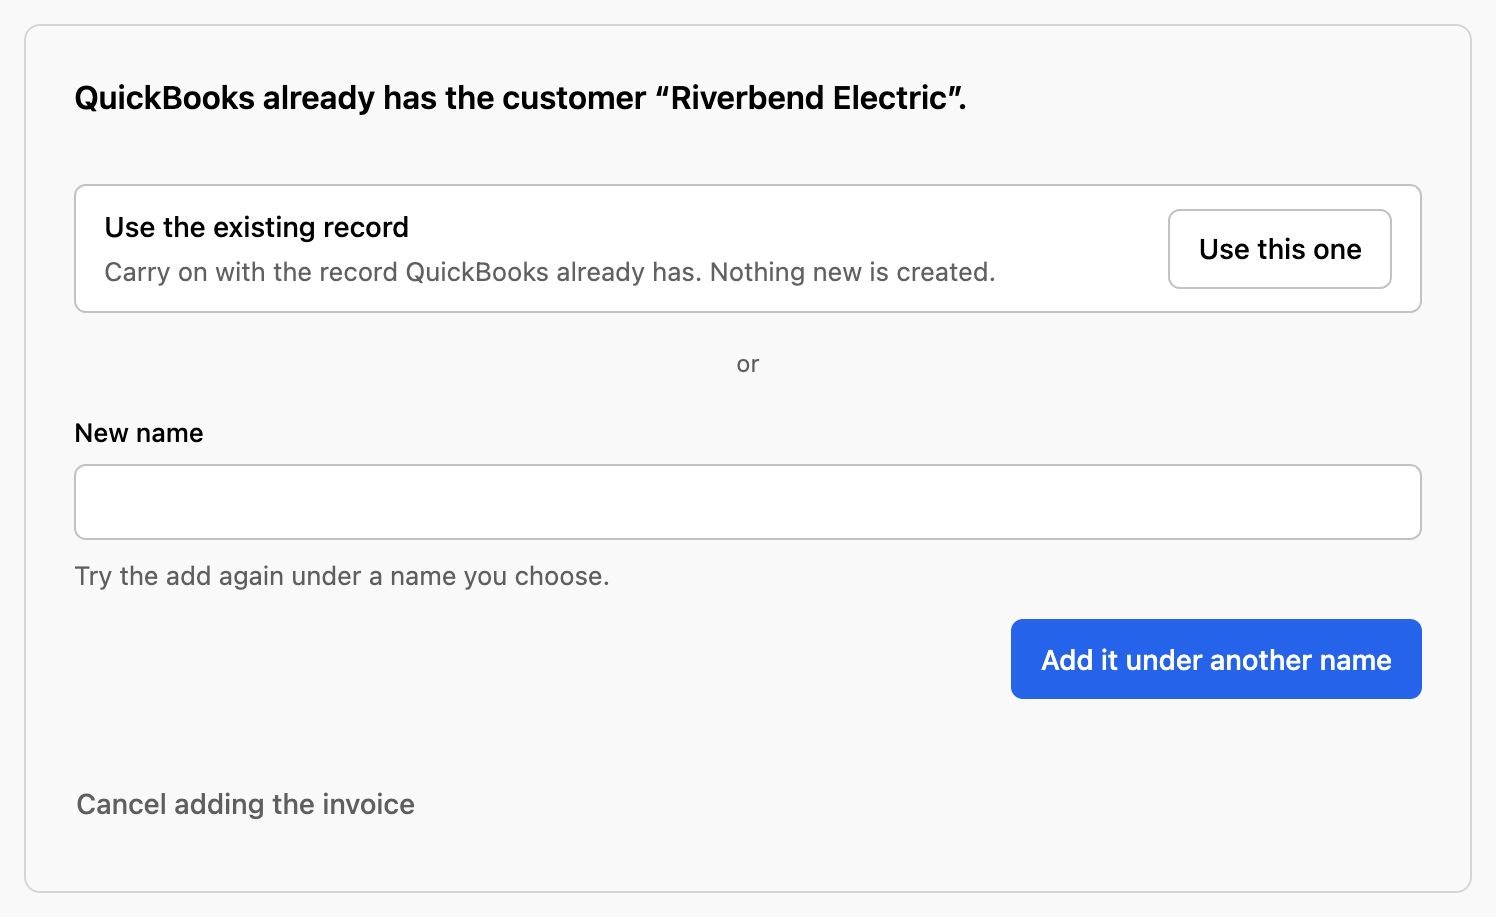 QuickBooks already has the customer “Riverbend Electric”.
Use the existing record
Carry on with the record QuickBooks already has. Nothing new is created.
Use this one
or
New name
Try the add again under a name you choose.
Add it under another name
Cancel adding the invoice